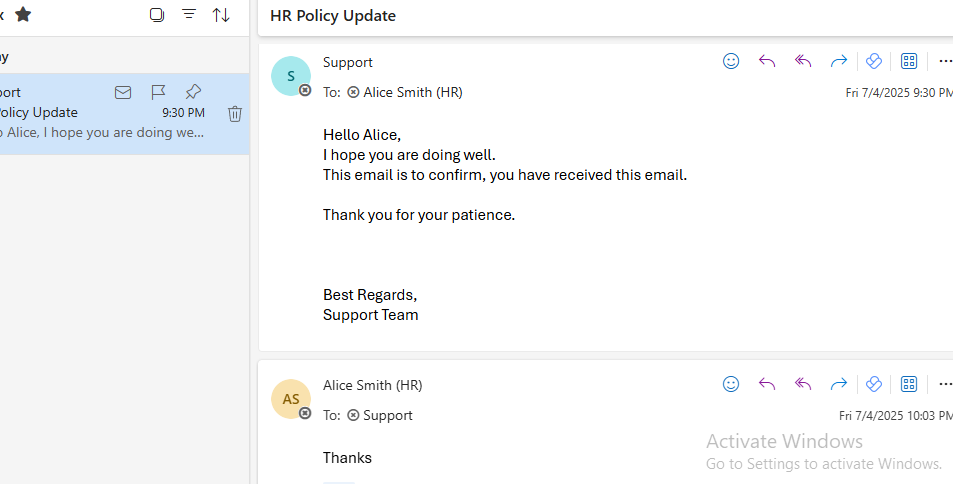 HR Policy Update
ay
port
Policy Update 9:30 PM
o Alice, I hope you are doing we...
S
Support
To: Alice Smith (HR)
Fri 7/4/2025 9:30 PM
Hello Alice,
I hope you are doing well.
This email is to confirm, you have received this email.
Thank you for your patience.
Best Regards,
Support Team
AS
Alice Smith (HR)
To: Support
Fri 7/4/2025 10:03 PM
Thanks
Activate Windows
Go to Settings to activate Windows.